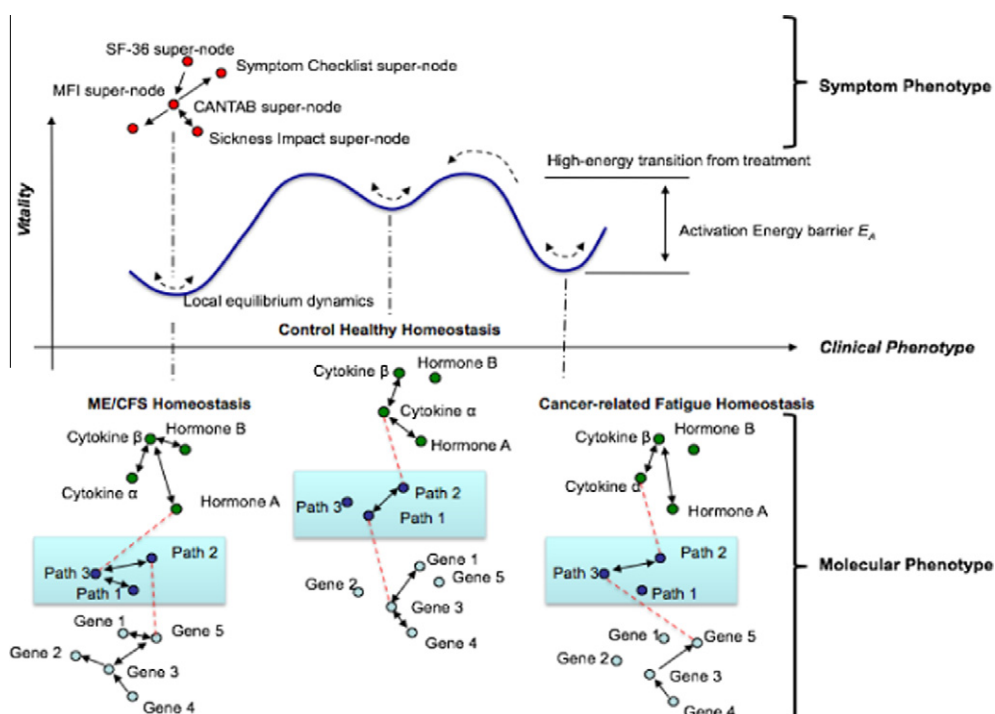 SF-36 super-node
Symptom Checklist super-node
MFI super-node
CANTAB super-node
Sickness Impact super-node
Symptom Phenotype
Vitality
High-energy transition from treatment
Activation Energy barrier E_A
Local equilibrium dynamics
Control Healthy Homeostasis
Clinical Phenotype
ME/CFS Homeostasis
Cytokine β
Hormone B
Cytokine α
Hormone A
Path 2
Path 3
Path 1
Gene 1
Gene 5
Gene 2
Gene 3
Gene 4
Cytokine β
Hormone B
Cytokine α
Hormone A
Path 2
Path 3
Path 1
Gene 1
Gene 5
Gene 2
Gene 3
Gene 4
Cancer-related Fatigue Homeostasis
Cytokine β
Hormone B
Cytokine α
Hormone A
Path 2
Path 3
Path 1
Gene 1
Gene 5
Gene 2
Gene 3
Gene 4
Molecular Phenotype